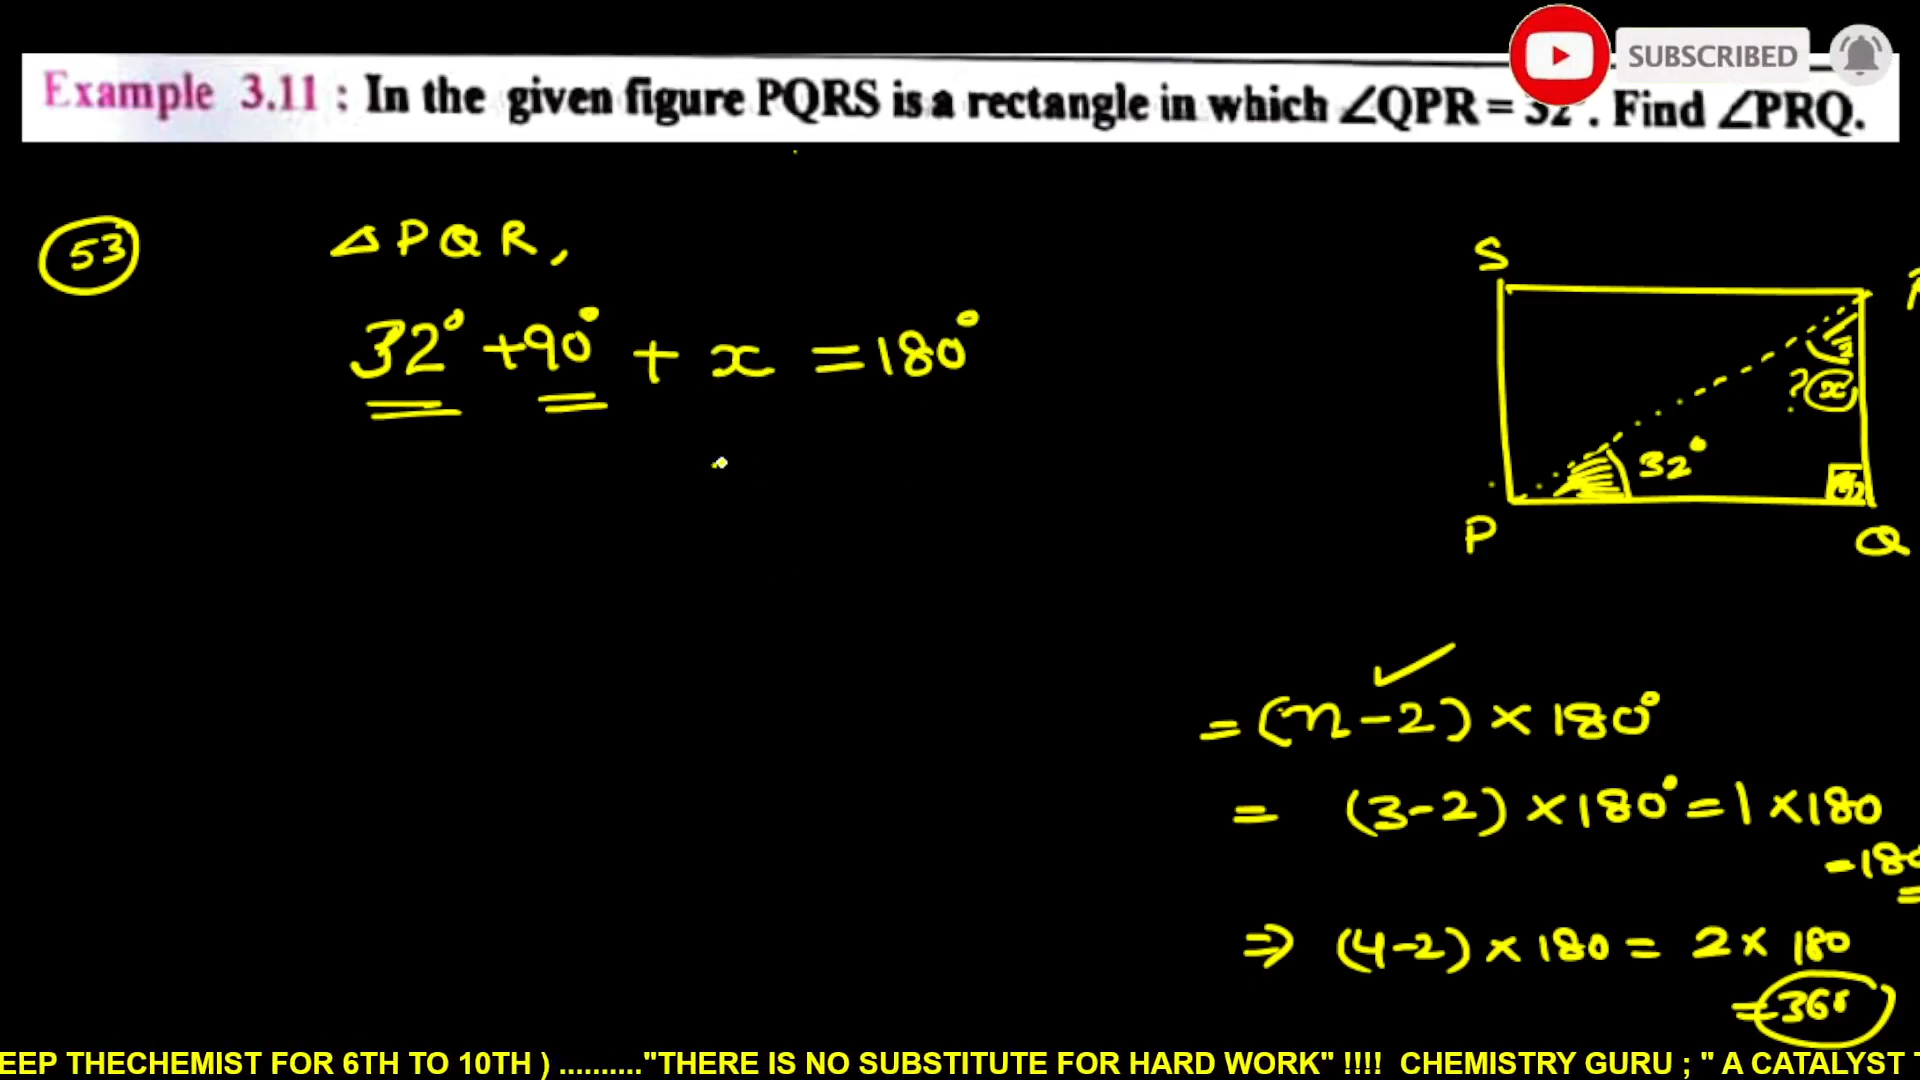 SUBSCRIBED
Example 3.11 : In the given figure PQRS is a rectangle in which ∠QPR = 32°. Find ∠PRQ.
53
△PQR,
32° + 90° + x = 180°
S
? x
32°
P
Q
= (n - 2) × 180°
= (3 - 2) × 180° = 1 × 180
⇒ (4 - 2) × 180 = 2 × 180
EEP THECHEMIST FOR 6TH TO 10TH ) .........."THERE IS NO SUBSTITUTE FOR HARD WORK" !!!! CHEMISTRY GURU ; " A CATALYST